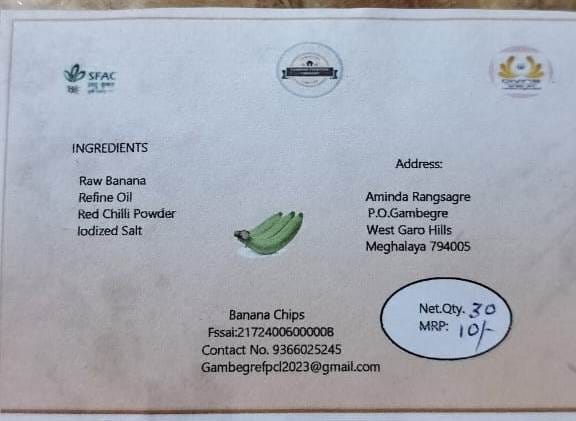 SFAC
INGREDIENTS
Raw Banana
Refine Oil
Red Chilli Powder
Iodized Salt
Address:
Aminda Rangsagre
P.O.Gambegre
West Garo Hills
Meghalaya 794005
Banana Chips
Fssai:21724006000008
Contact No. 9366025245
Gambegrefpcl2023@gmail.com
Net.Qty. 30
MRP: 10/-